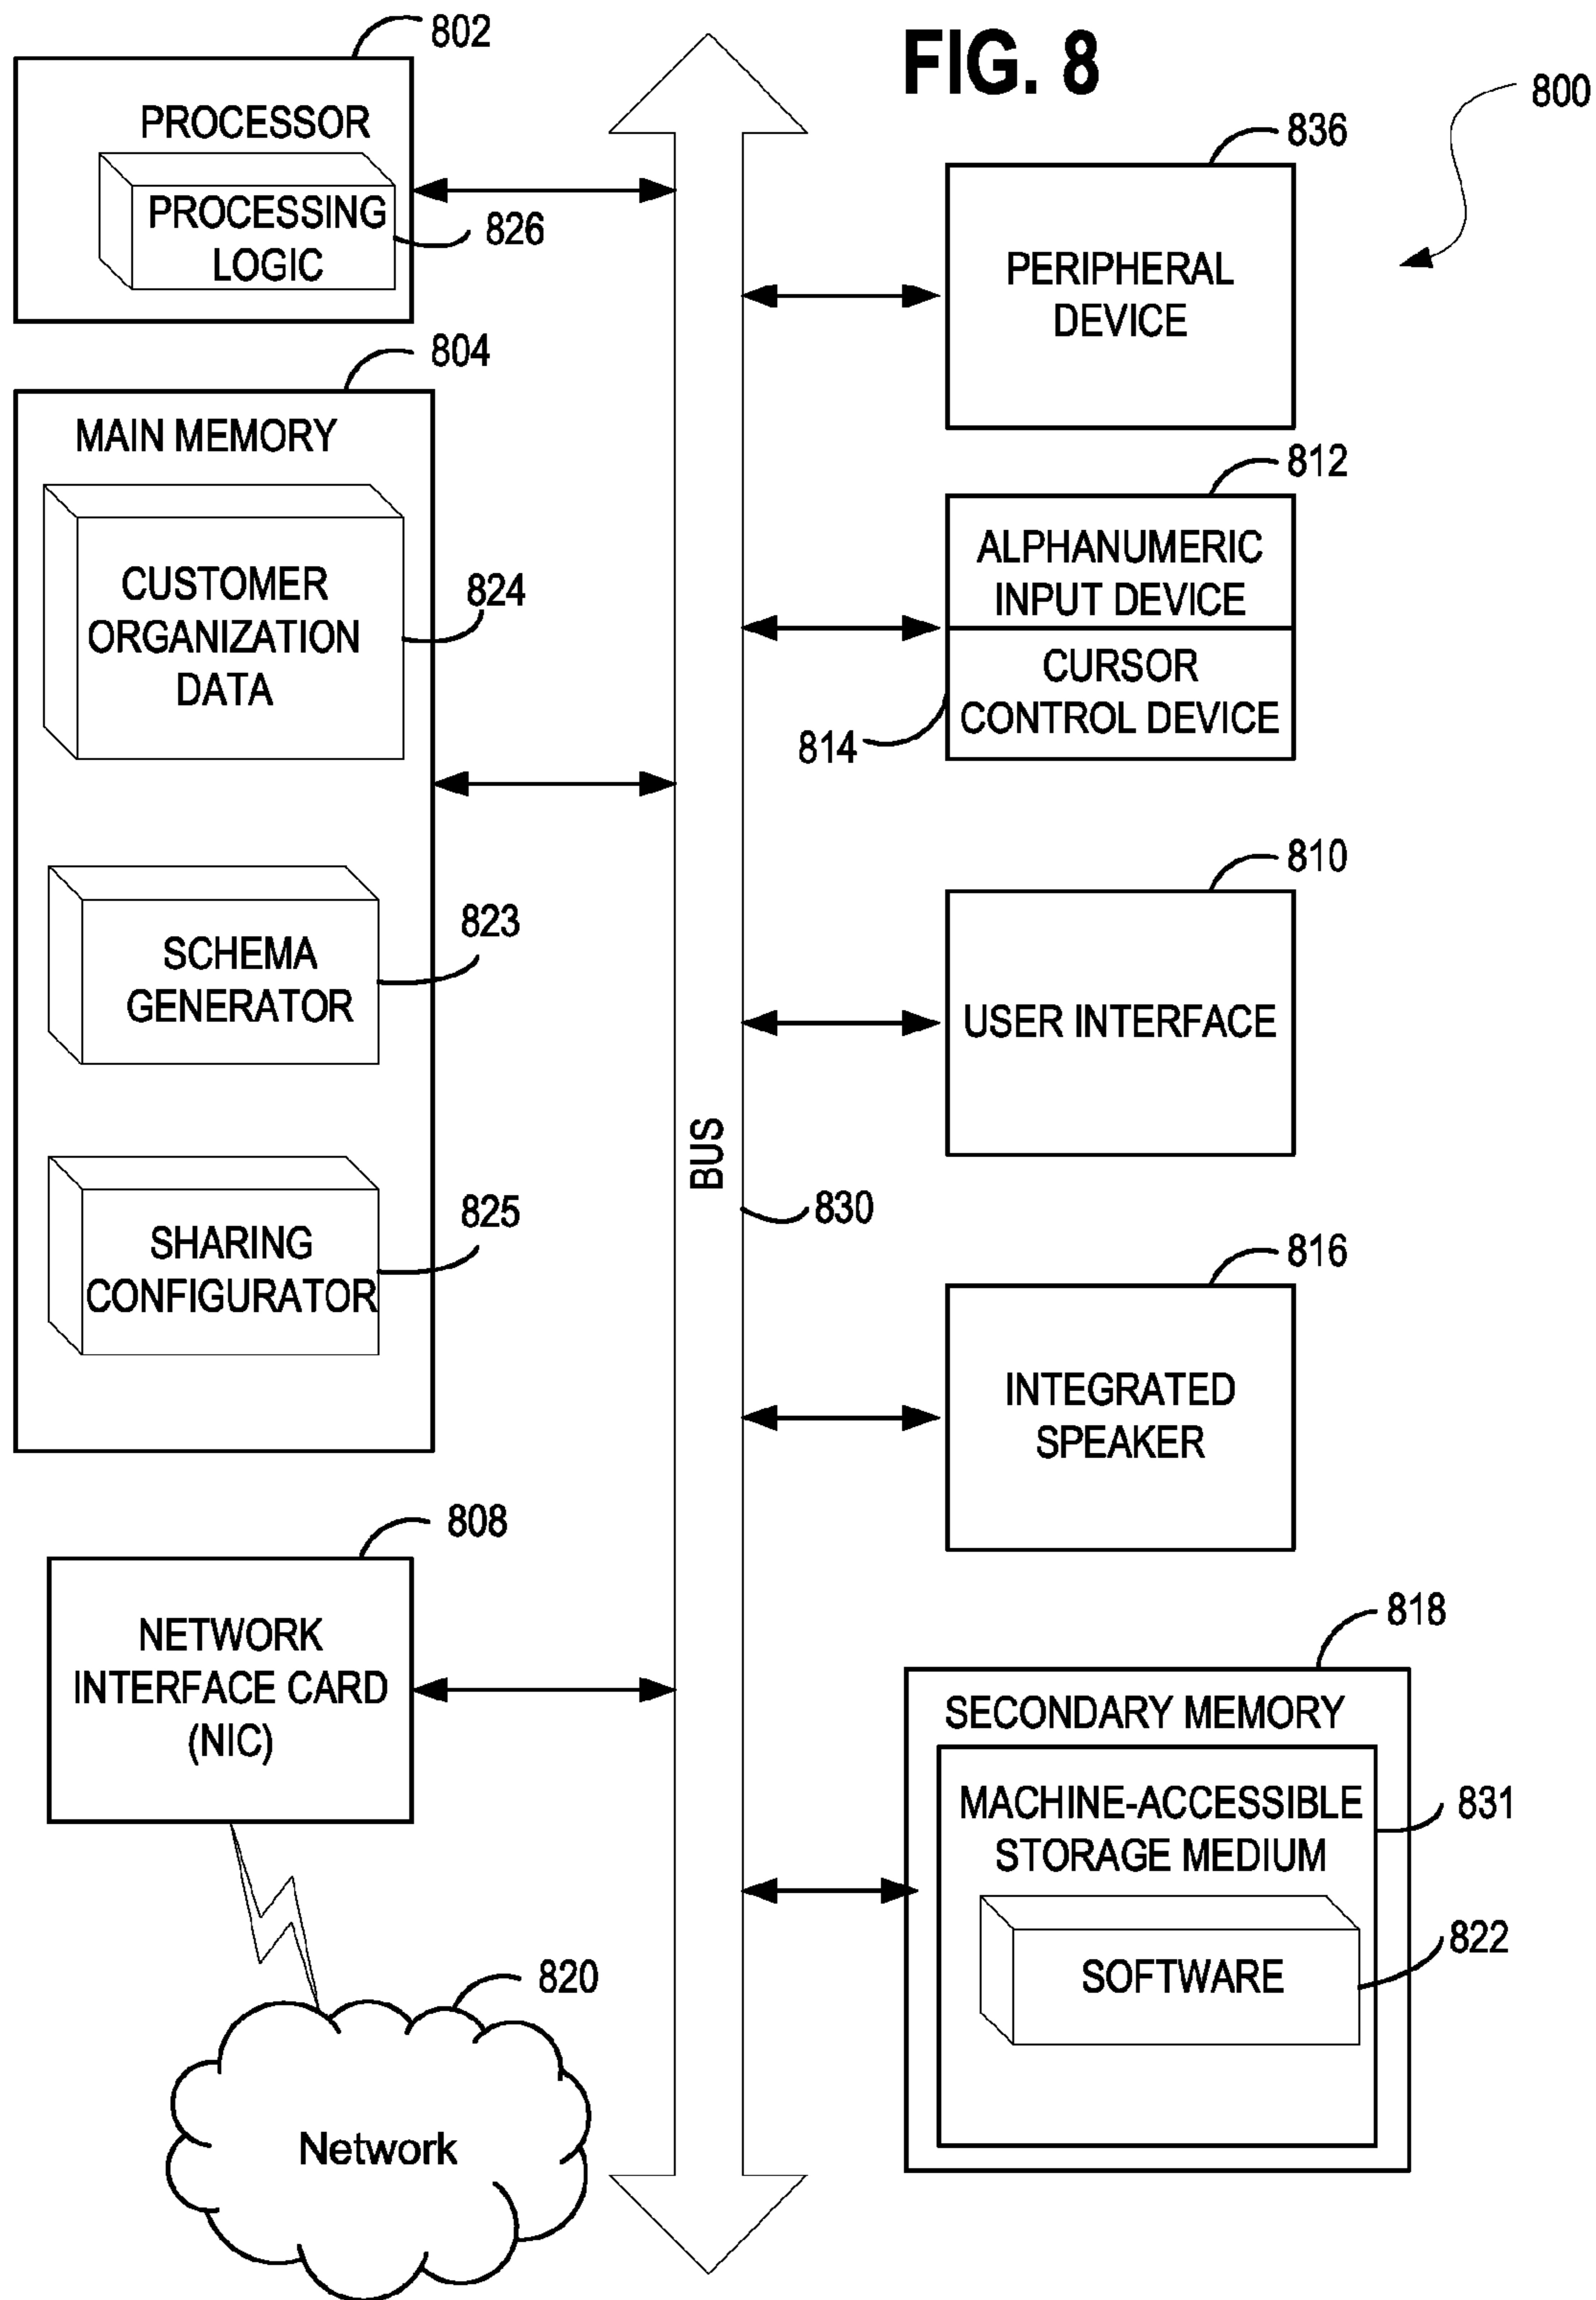 FIG. 8
800
802
PROCESSOR
PROCESSING
LOGIC
826
804
MAIN MEMORY
CUSTOMER
ORGANIZATION
DATA
824
SCHEMA
GENERATOR
823
SHARING
CONFIGURATOR
825
808
NETWORK
INTERFACE CARD
(NIC)
820
Network
BUS
830
836
PERIPHERAL
DEVICE
812
ALPHANUMERIC
INPUT DEVICE
CURSOR
CONTROL DEVICE
814
810
USER INTERFACE
816
INTEGRATED
SPEAKER
818
SECONDARY MEMORY
MACHINE-ACCESSIBLE
STORAGE MEDIUM
831
SOFTWARE
822